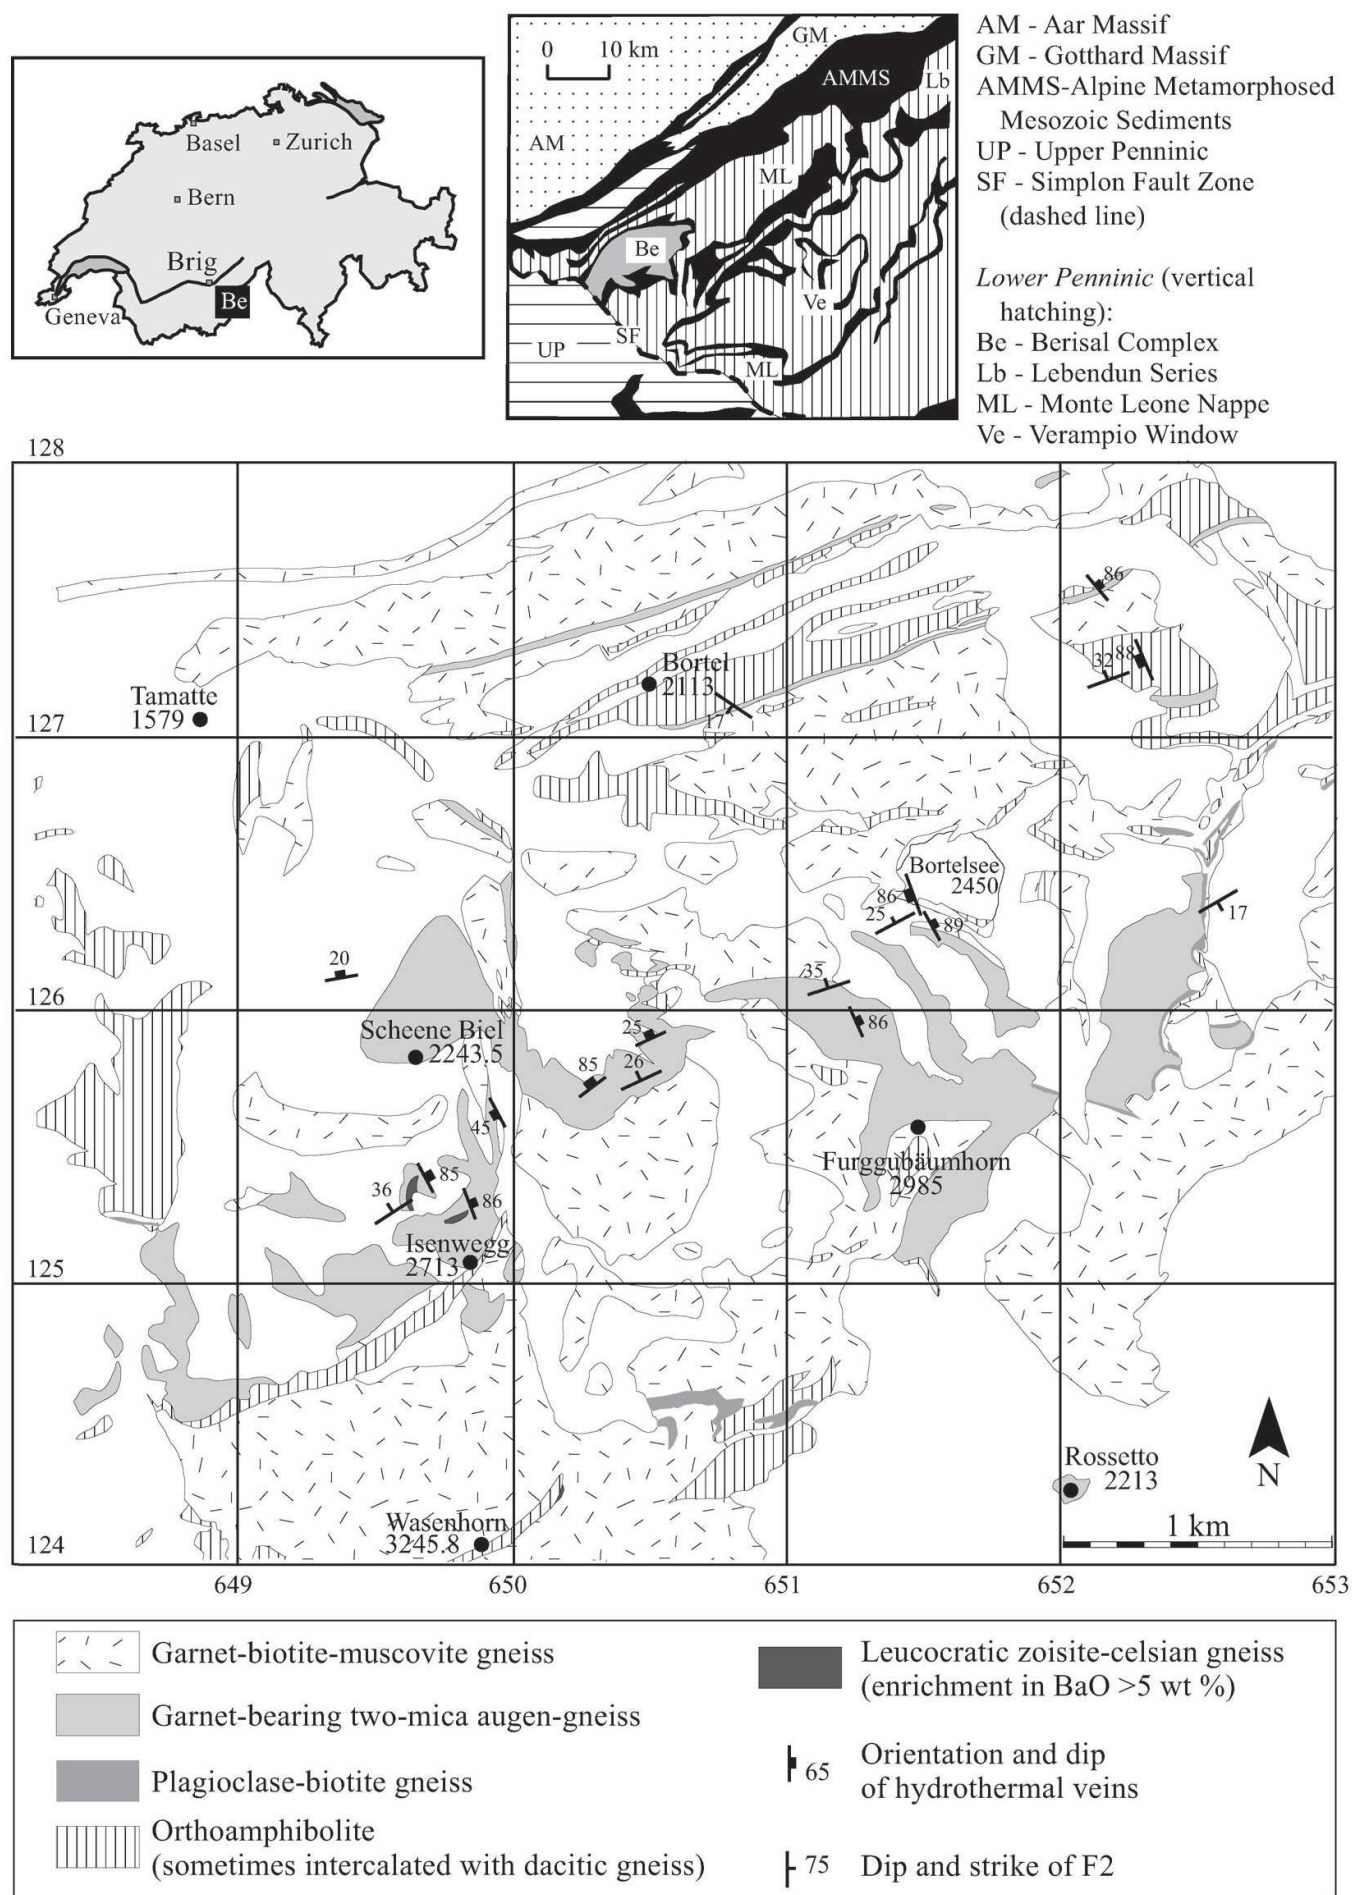 Basel
Zurich
Bern
Brig
Be
Geneva
0 10 km
GM
AMMS
Lb
AM
ML
Be
Ve
SF
UP
ML
AM - Aar Massif
GM - Gotthard Massif
AMMS-Alpine Metamorphosed
Mesozoic Sediments
UP - Upper Penninic
SF - Simplon Fault Zone
(dashed line)
Lower Penninic (vertical
hatching):
Be - Berisal Complex
Lb - Lebendun Series
ML - Monte Leone Nappe
Ve - Verampio Window
128
86
32
88
Bortel
2113
17
Tamatte
1579
127
Bortelsee
2450
86
25
89
17
20
35
126
Scheene Biel
2243.5
25
86
85
26
45
Furggubäumhorn
2985
85
36
86
Isenwegg
2713
125
Rossetto
2213
N
Wasenhorn
3245.8
1 km
124
649
650
651
652
653
Garnet-biotite-muscovite gneiss
Garnet-bearing two-mica augen-gneiss
Plagioclase-biotite gneiss
Orthoamphibolite
(sometimes intercalated with dacitic gneiss)
Leucocratic zoisite-celsian gneiss
(enrichment in BaO >5 wt %)
65
Orientation and dip
of hydrothermal veins
75
Dip and strike of F2